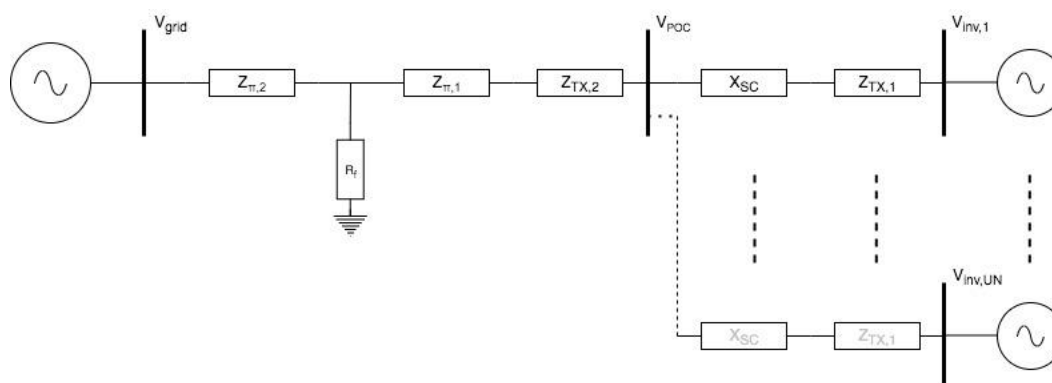 V_grid
V_POC
V_inv,1
Z_π,2
Z_π,1
Z_TX,2
X_SC
Z_TX,1
R_f
V_inv,UN
X_SC
Z_TX,1